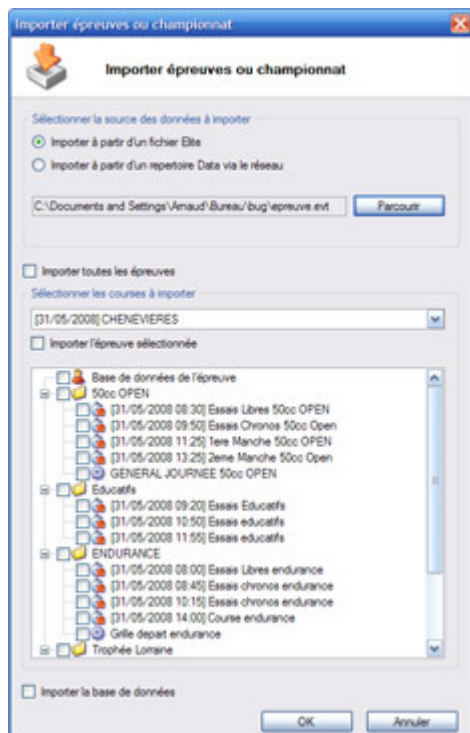 Importer épreuves ou championnat
Importer épreuves ou championnat
Sélectionner la source des données à importer
Importer à partir d'un fichier Elite
Importer à partir d'un repertoire Data via le réseau
C:\Documents and Settings\Arnaud\Bureau\bug\epreuve.evt
Parcourir
Importer toutes les épreuves
Sélectionner les courses à importer
[31/05/2008] CHENEVIERES
Importer l'épreuve sélectionnée
Base de données de l'épreuve
50cc OPEN
[31/05/2008 08:30] Essais Libres 50cc OPEN
[31/05/2008 09:50] Essais Chronos 50cc Open
[31/05/2008 11:25] 1ere Manche 50cc Open
[31/05/2008 13:25] 2eme Manche 50cc Open
GENERAL JOURNEE 50cc OPEN
Educatifs
[31/05/2008 09:20] Essais Educatifs
[31/05/2008 10:50] Essais educatifs
[31/05/2008 11:55] Essais educatifs
ENDURANCE
[31/05/2008 08:00] Essais Libres endurance
[31/05/2008 08:45] Essais chronos endurance
[31/05/2008 10:15] Essais chronos endurance
[31/05/2008 14:00] Course endurance
Grille depart endurance
Trophée Lorraine
Importer la base de données
OK
Annuler